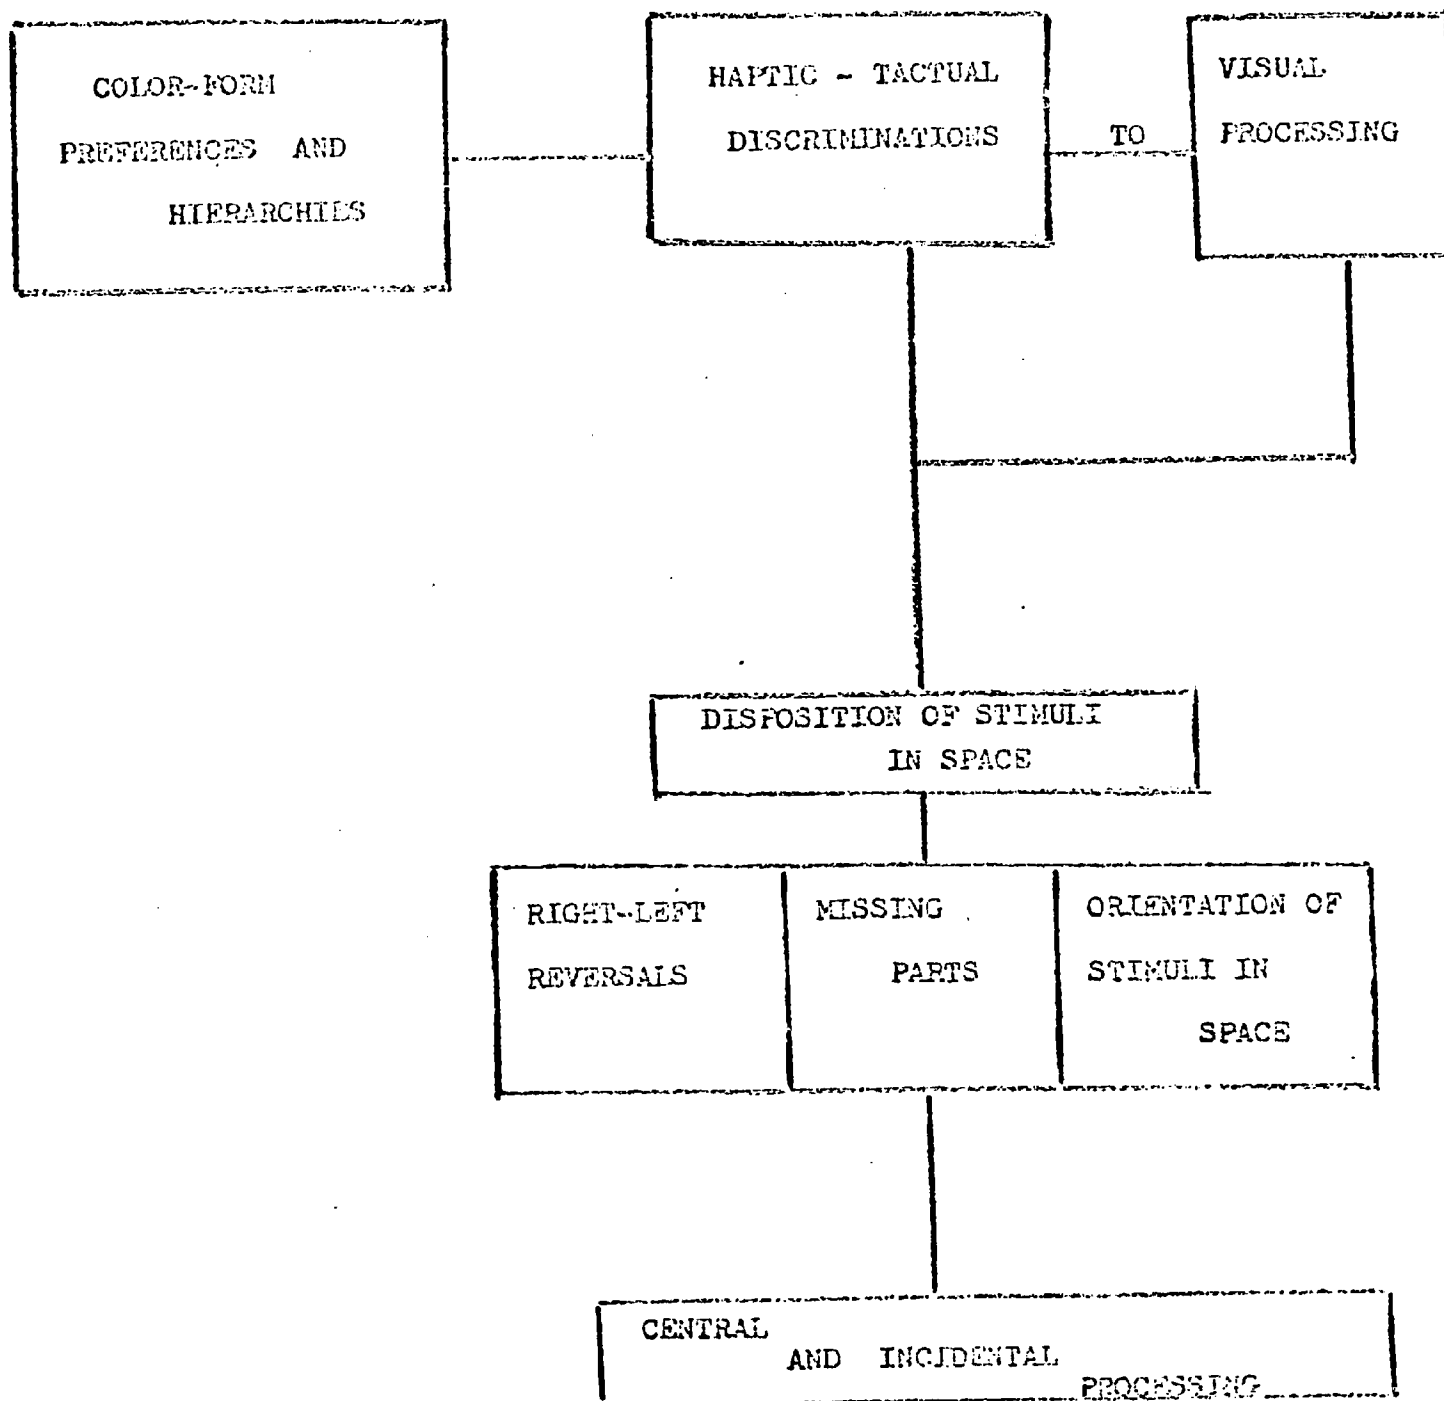 COLOR-FORM
PREFERENCES AND
HIERARCHIES
HAPTIC - TACTUAL
DISCRIMINATIONS
TO
VISUAL
PROCESSING
DISPOSITION OF STIMULI
IN SPACE
RIGHT-LEFT
REVERSALS
MISSING
PARTS
ORIENTATION OF
STIMULI IN
SPACE
CENTRAL
AND INCIDENTAL
PROCESSING